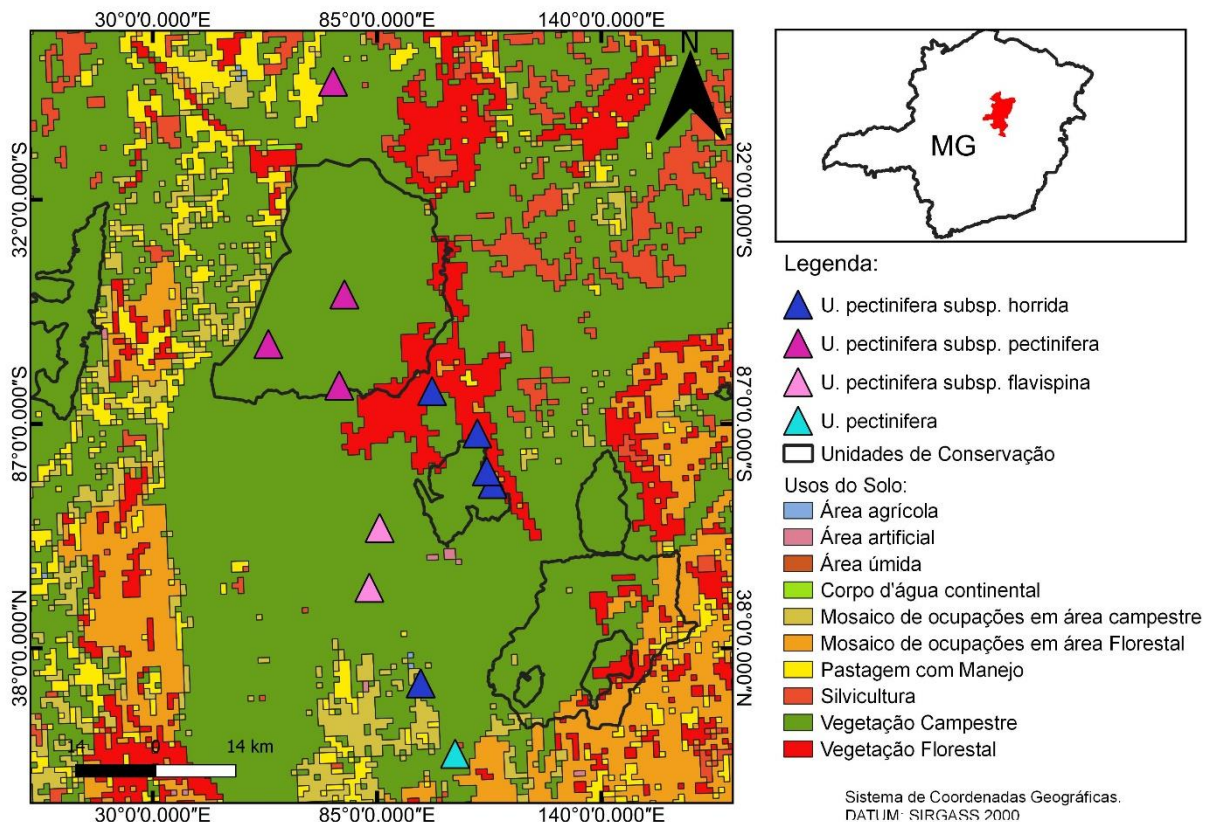 30°0'0.000"E 85°0'0.000"E 140°0'0.000"E
N
32°0'0.000"S
32°0'0.000"S
87°0'0.000"S
87°0'0.000"S
38°0'0.000"N
38°0'0.000"N
14 0 14 km
30°0'0.000"E 85°0'0.000"E 140°0'0.000"E
MG
Legenda:
U. pectinifera subsp. horrida
U. pectinifera subsp. pectinifera
U. pectinifera subsp. flavispina
U. pectinifera
Unidades de Conservação
Usos do Solo:
Área agrícola
Área artificial
Área úmida
Corpo d'água continental
Mosaico de ocupações em área campestre
Mosaico de ocupações em área Florestal
Pastagem com Manejo
Silvicultura
Vegetação Campestre
Vegetação Florestal
Sistema de Coordenadas Geográficas.
DATUM: SIRGASS 2000